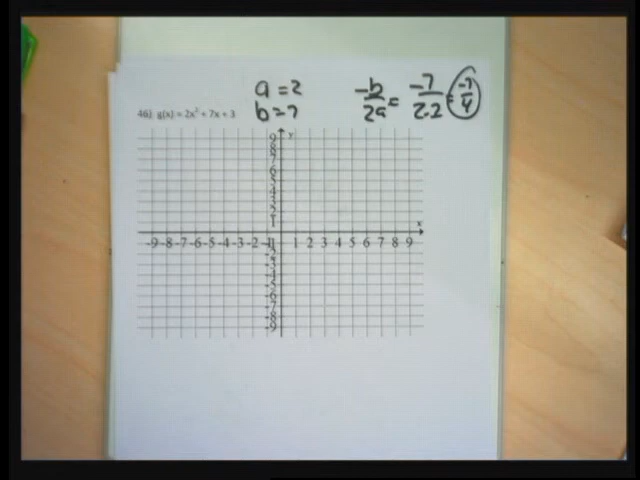 a = 2
b = 7
-b/2a = -7/2·2 = -7/4
46) g(x) = 2x² + 7x + 3
y
9
8
7
6
5
4
3
2
1
x
-9 -8 -7 -6 -5 -4 -3 -2 -1 1 2 3 4 5 6 7 8 9
-1
-2
-3
-4
-5
-6
-7
-8
-9